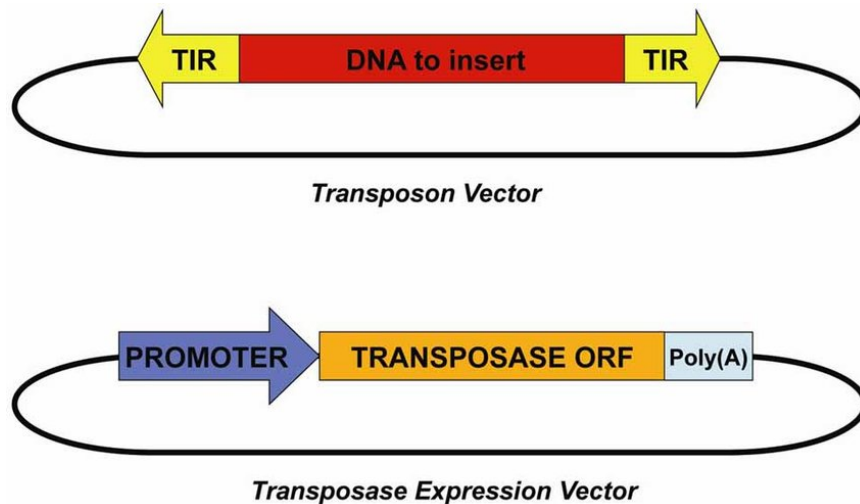 TIR DNA to insert TIR
Transposon Vector
PROMOTER TRANSPOSASE ORF Poly(A)
Transposase Expression Vector